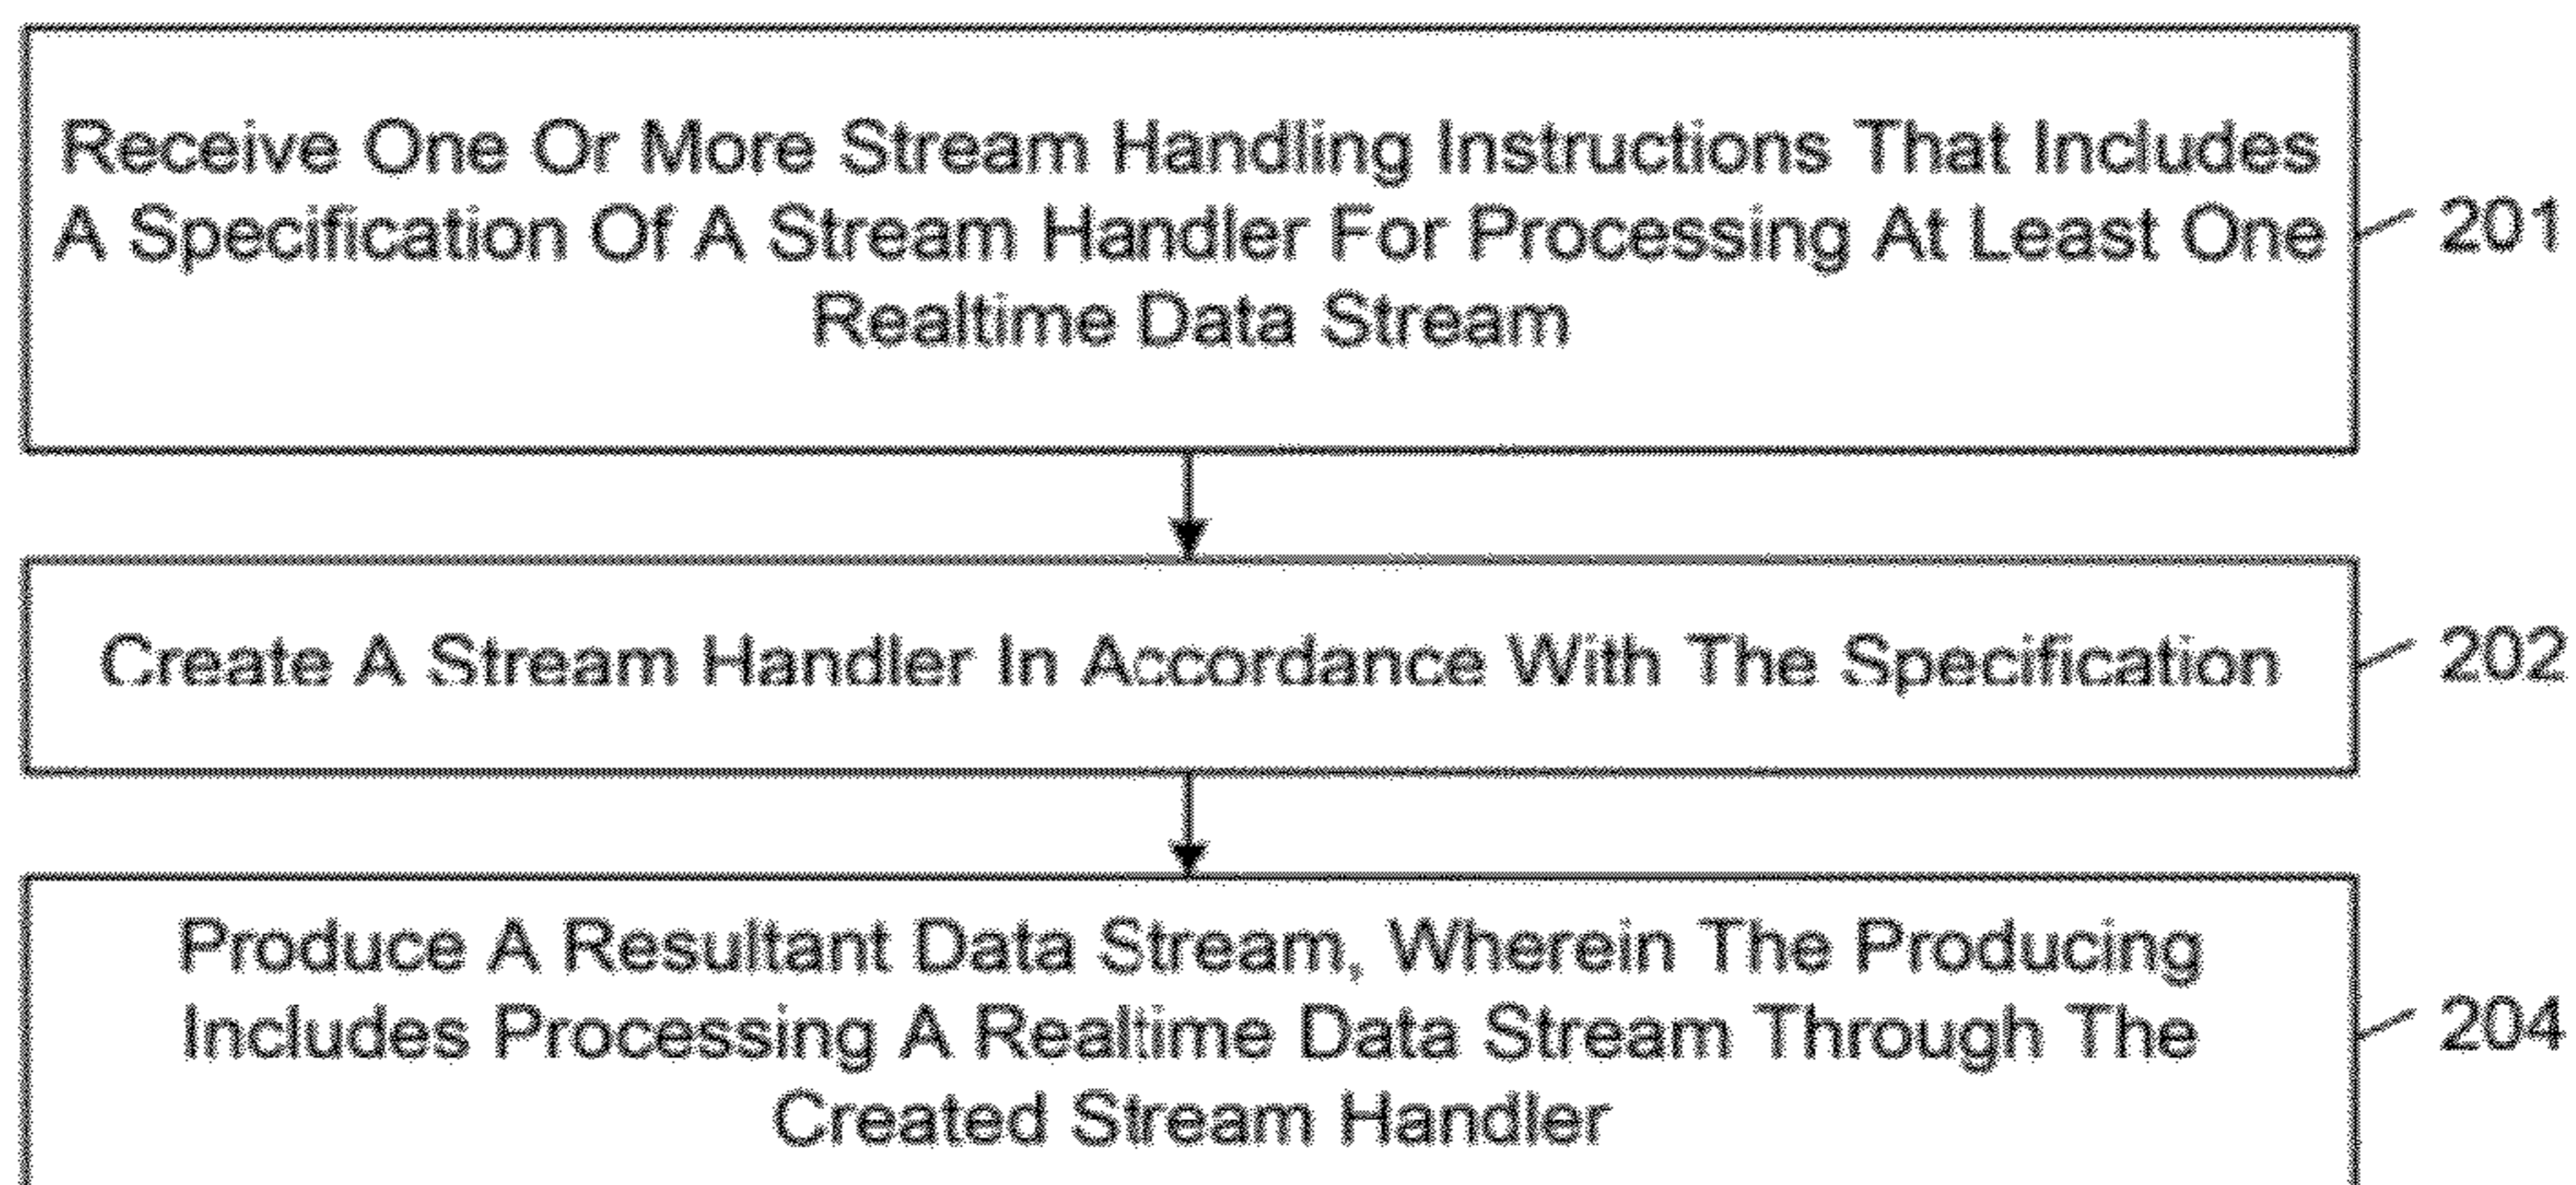 Receive One Or More Stream Handling Instructions That Includes
A Specification Of A Stream Handler For Processing At Least One
Realtime Data Stream
201
Create A Stream Handler In Accordance With The Specification
202
Produce A Resultant Data Stream, Wherein The Producing
Includes Processing A Realtime Data Stream Through The
Created Stream Handler
204